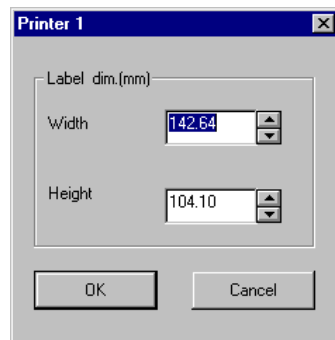 Printer 1
Label dim.(mm)
Width 142.64
Height 104.10
OK Cancel